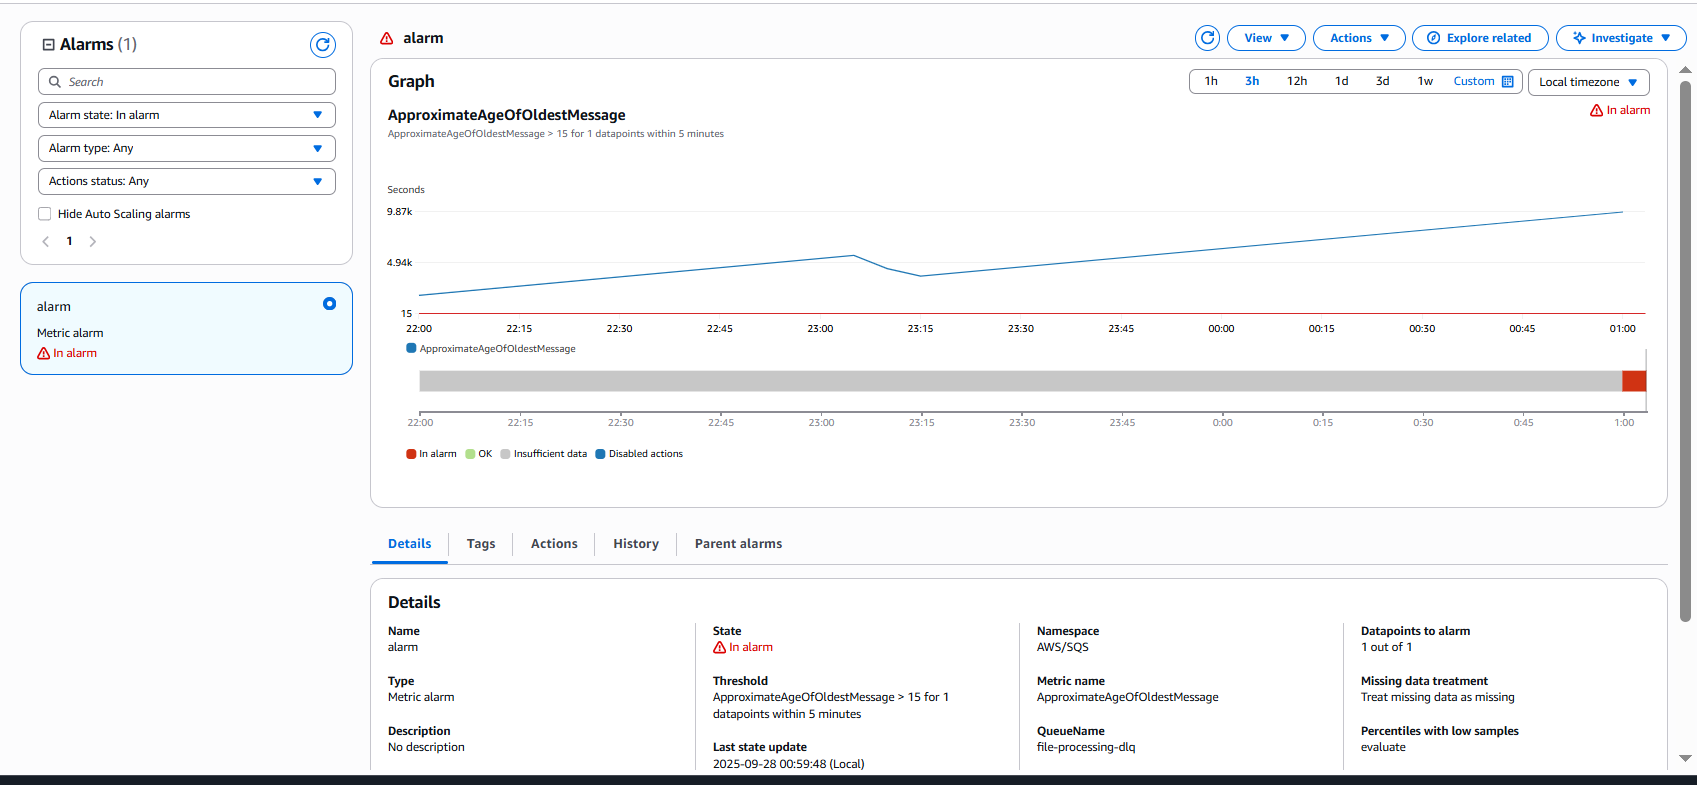 Alarms (1)
Search
Alarm state: In alarm
Alarm type: Any
Actions status: Any
Hide Auto Scaling alarms
1
alarm
Metric alarm
In alarm
alarm
View
Actions
Explore related
Investigate
Graph
1h 3h 12h 1d 3d 1w Custom
Local timezone
ApproximateAgeOfOldestMessage
In alarm
ApproximateAgeOfOldestMessage > 15 for 1 datapoints within 5 minutes
Seconds
9.87k
4.94k
15
22:00 22:15 22:30 22:45 23:00 23:15 23:30 23:45 00:00 00:15 00:30 00:45 01:00
ApproximateAgeOfOldestMessage
22:00 22:15 22:30 22:45 23:00 23:15 23:30 23:45 0:00 0:15 0:30 0:45 1:00
In alarm OK Insufficient data Disabled actions
Details Tags Actions History Parent alarms
Details
Name
alarm
Type
Metric alarm
Description
No description
State
In alarm
Threshold
ApproximateAgeOfOldestMessage > 15 for 1
datapoints within 5 minutes
Last state update
2025-09-28 00:59:48 (Local)
Namespace
AWS/SQS
Metric name
ApproximateAgeOfOldestMessage
QueueName
file-processing-dlq
Datapoints to alarm
1 out of 1
Missing data treatment
Treat missing data as missing
Percentiles with low samples
evaluate